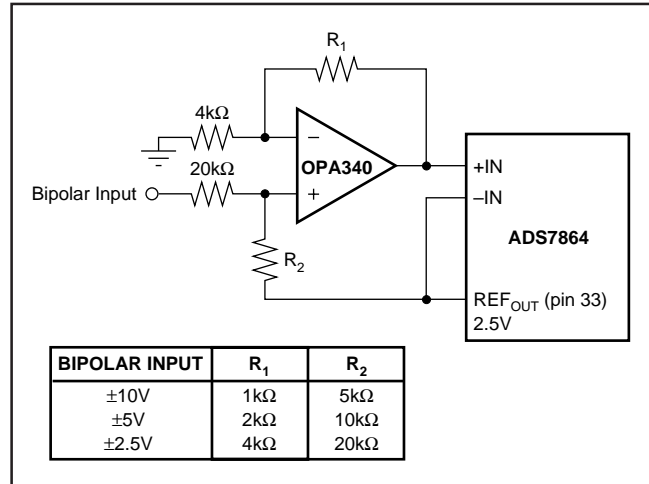 R1
4kΩ
20kΩ
Bipolar Input
−
OPA340
+
R2
+IN
−IN
ADS7864
REFOUT (pin 33)
2.5V
BIPOLAR INPUT R1 R2
±10V 1kΩ 5kΩ
±5V 2kΩ 10kΩ
±2.5V 4kΩ 20kΩ